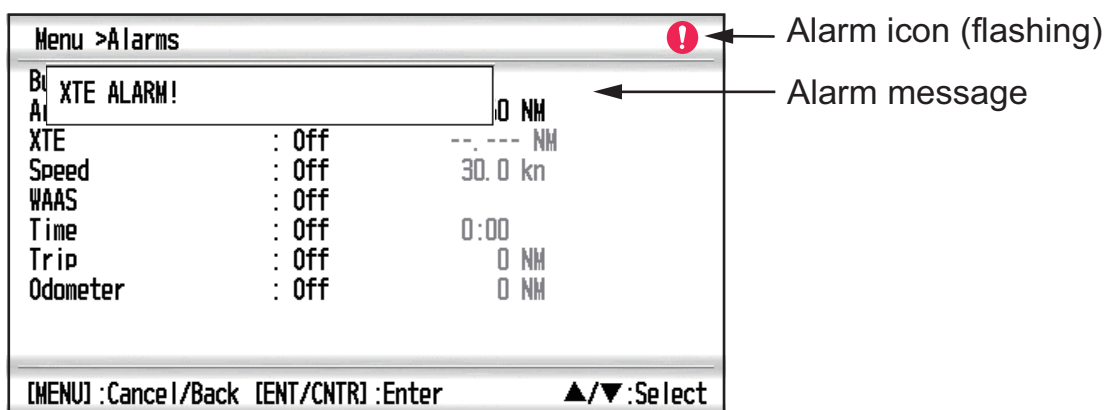 Menu >Alarms
Alarm icon (flashing)
XTE ALARM!
Alarm message
NM
XTE : Off --.--- NM
Speed : Off 30.0 kn
WAAS : Off
Time : Off 0:00
Trip : Off 0 NM
Odometer : Off 0 NM
[MENU]:Cancel/Back [ENT/CNTR]:Enter ▲/▼:Select